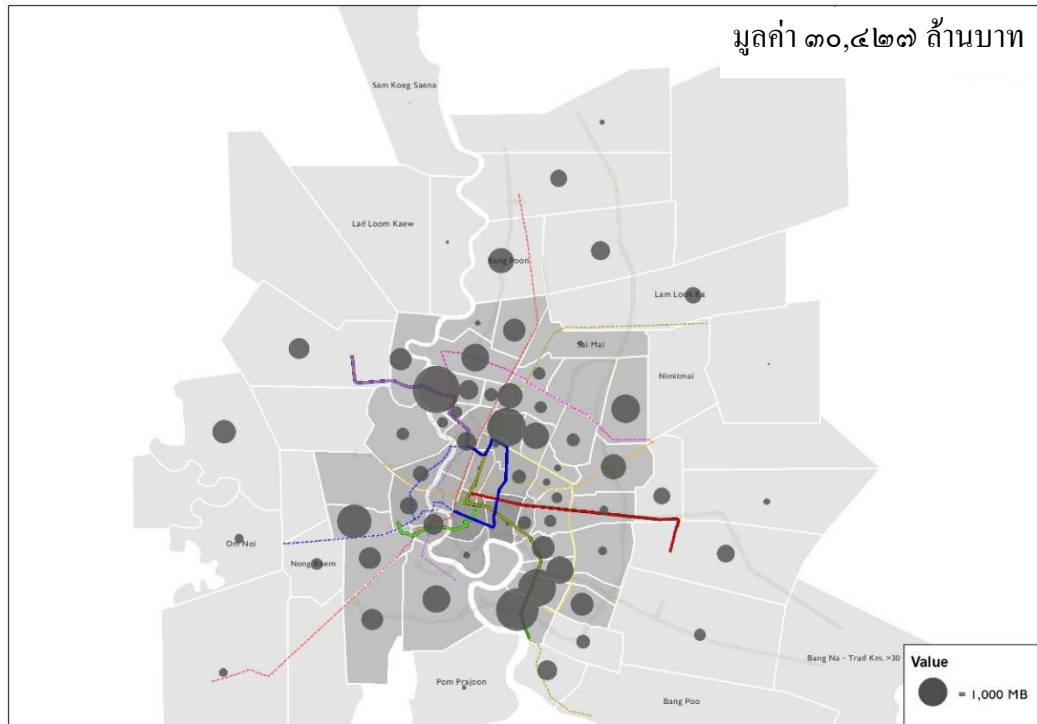 มูลค่า ๓๐,๔๒๗ ล้านบาท
Sam Koeg Saena
Lad Loom Kaew
Bang Poon
Lam Look Ka
Sai Mai
Nimitmai
Om Noi
Nong Kaem
Pom Prajoon
Bang Na - Trad Km. >30
Bang Poo
Value
= 1,000 MB